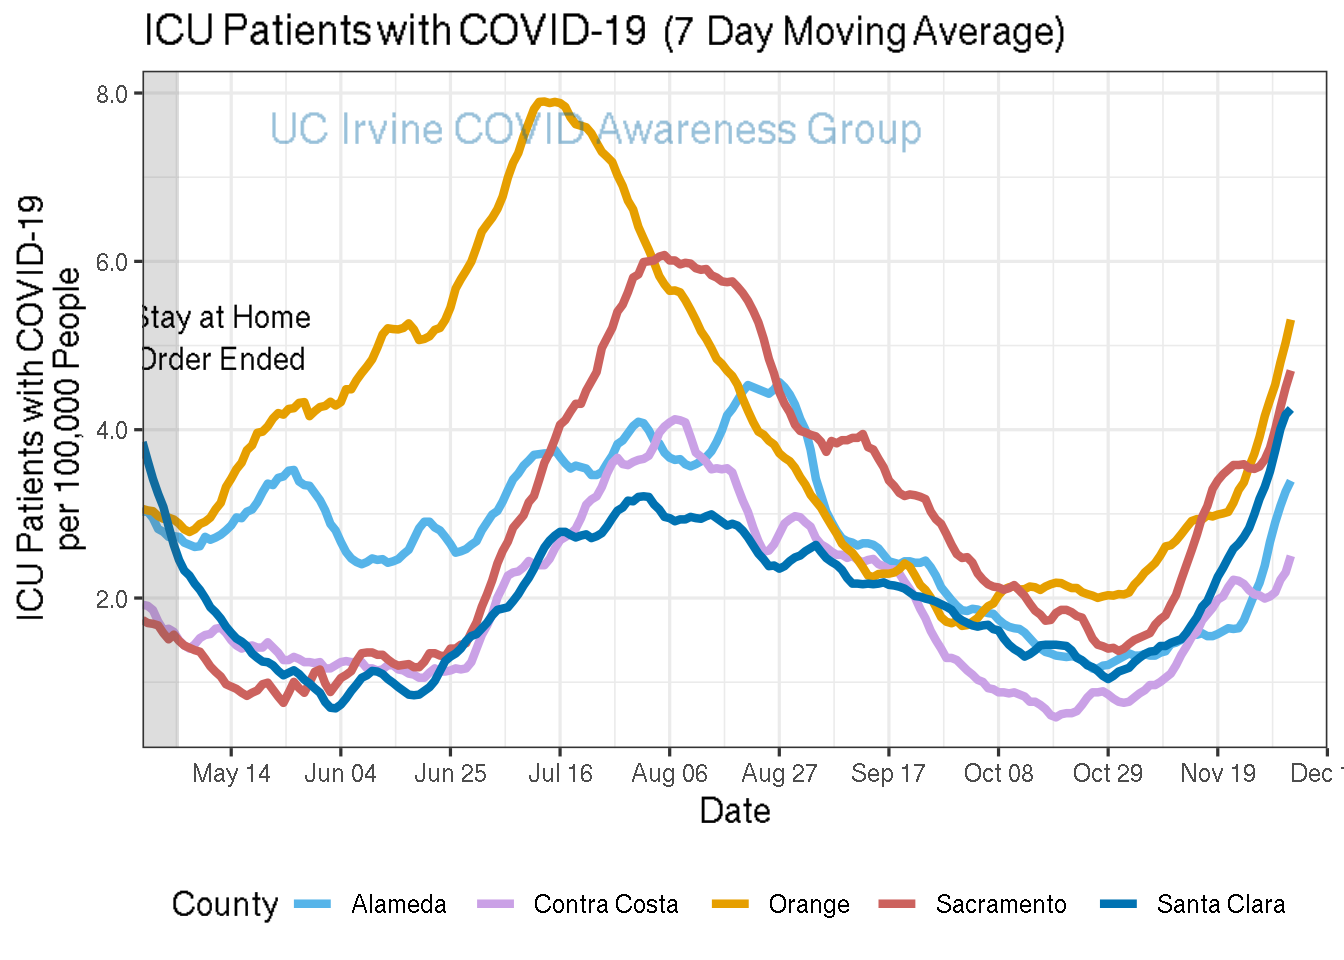 ICU Patients with COVID-19 (7 Day Moving Average)
UC Irvine COVID Awareness Group
ICU Patients with COVID-19
per 100,000 People
8.0
6.0
4.0
2.0
Stay at Home
Order Ended
May 14 Jun 04 Jun 25 Jul 16 Aug 06 Aug 27 Sep 17 Oct 08 Oct 29 Nov 19 Dec
Date
County Alameda Contra Costa Orange Sacramento Santa Clara